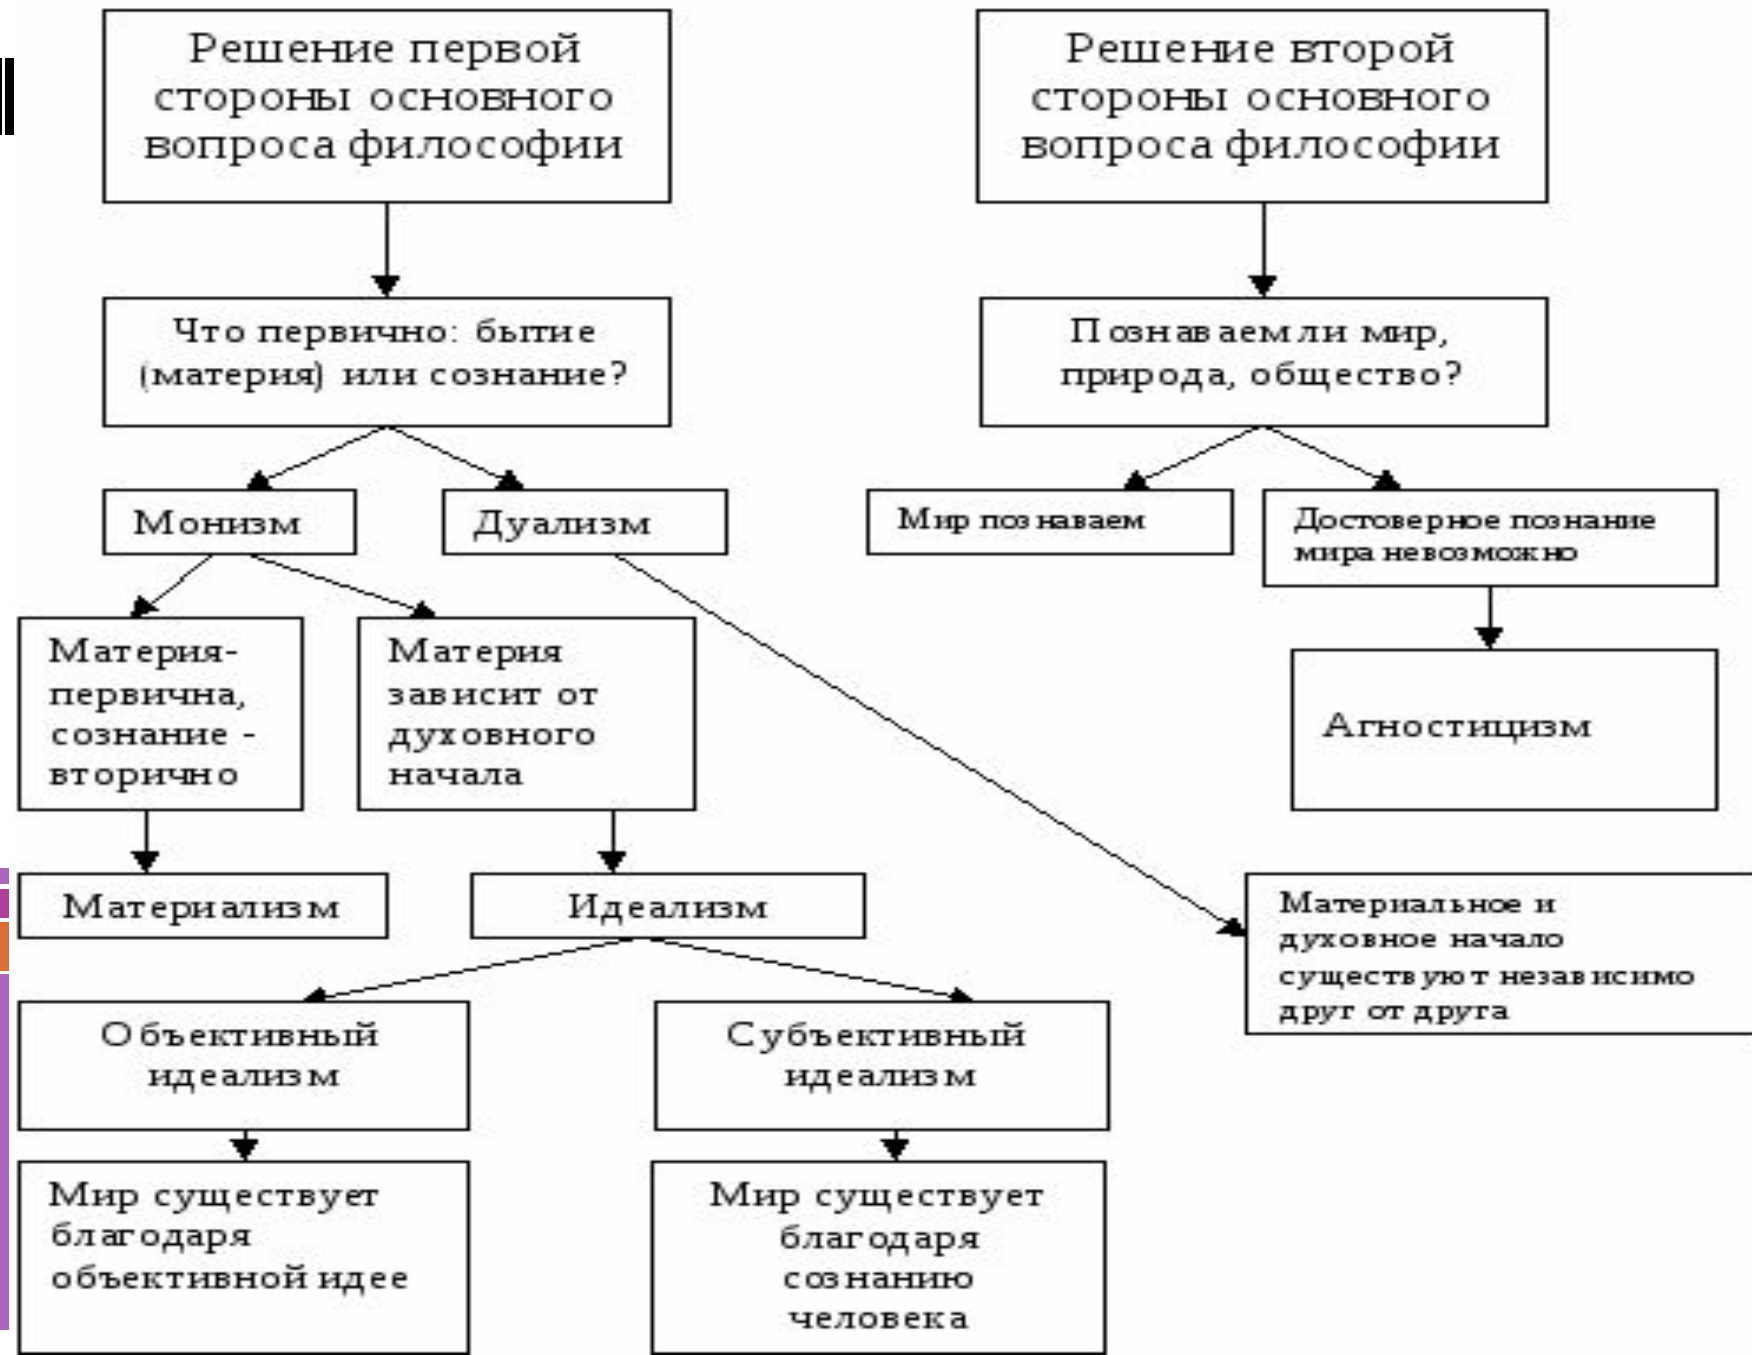 Решение первой
стороны основного
вопроса философии
Решение второй
стороны основного
вопроса философии
Что первично: бытие
(материя) или сознание?
Познаваем ли мир,
природа, общество?
Монизм
Дуализм
Мир познаваем
Достоверное познание
мира невозможно
Материя-
первична,
сознание -
вторично
Материя
зависит от
духовного
начала
Агностицизм
Материализм
Идеализм
Материальное и
духовное начало
существуют независимо
друг от друга
Объективный
идеализм
Субъективный
идеализм
Мир существует
благодаря
объективной идее
Мир существует
благодаря
сознанию
человека